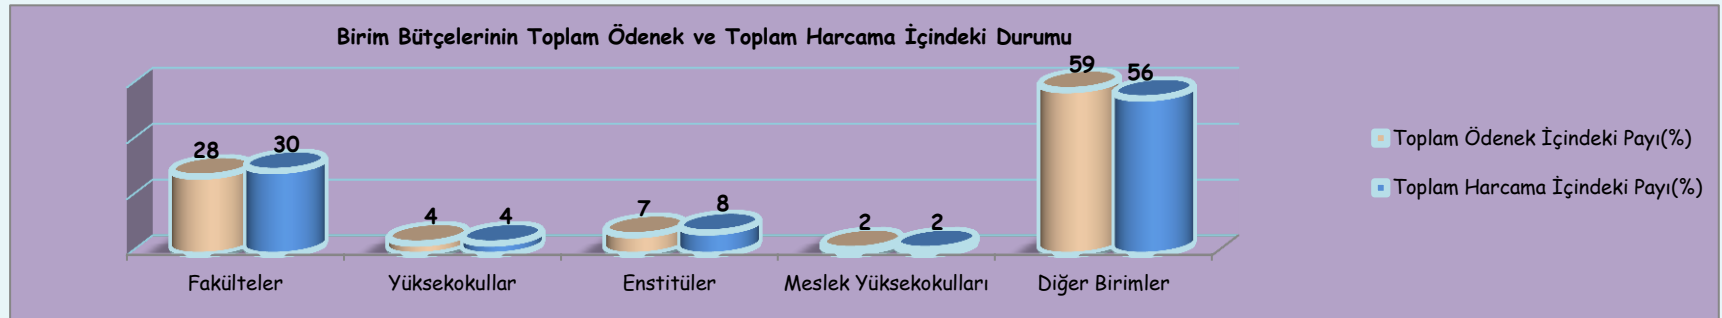 Birim Bütçelerinin Toplam Ödenek ve Toplam Harcama İçindeki Durumu
59
56
28
30
4
4
7
8
2
2
Toplam Ödenek İçindeki Payı(%)
Toplam Harcama İçindeki Payı(%)
Fakülteler
Yüksekokullar
Enstitüler
Meslek Yüksekokulları
Diğer Birimler